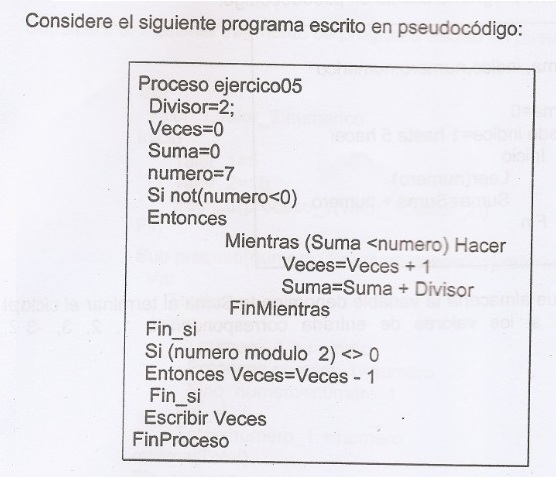 Considere el siguiente programa escrito en pseudocódigo:
Proceso ejercico05
Divisor=2;
Veces=0
Suma=0
numero=7
Si not(numero<0)
Entonces
Mientras (Suma <numero) Hacer
Veces=Veces + 1
Suma=Suma + Divisor
FinMientras
Fin_si
Si (numero modulo 2) <> 0
Entonces Veces=Veces - 1
Fin_si
Escribir Veces
FinProceso